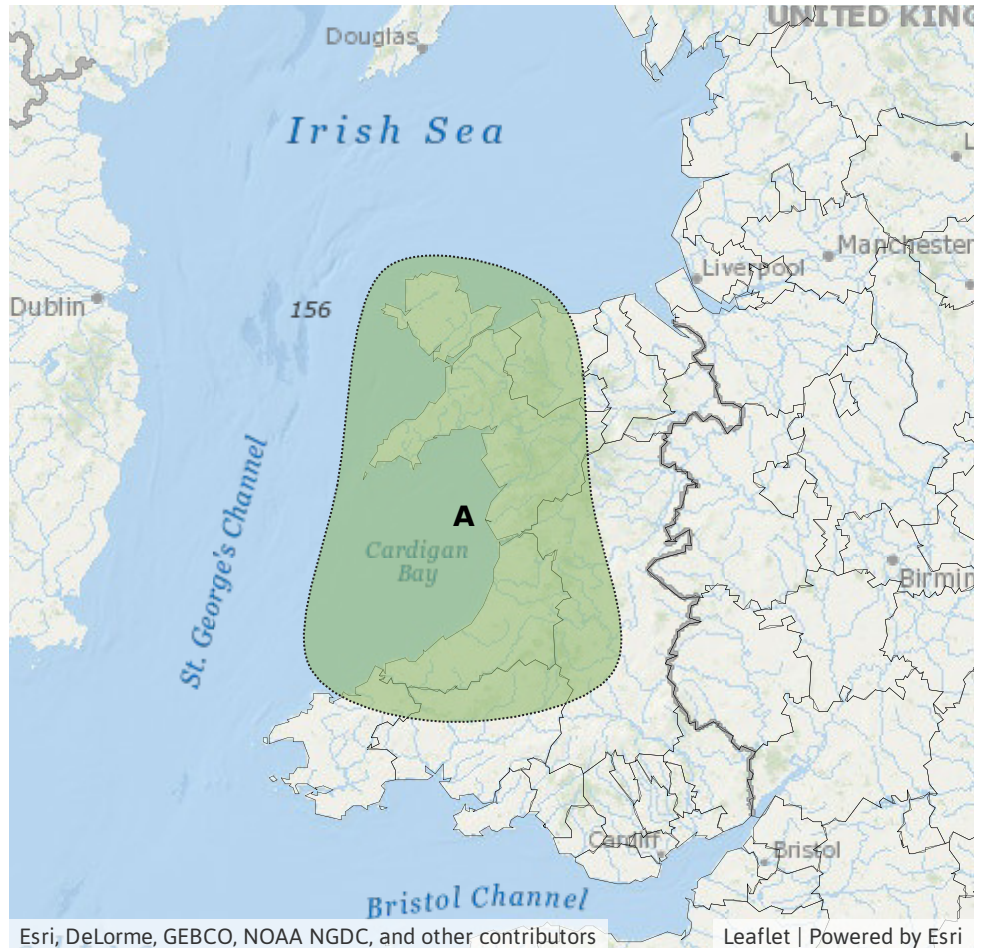 UNITED KING
Douglas
Irish Sea
L
Manchester
Liverpool
Dublin
156
St. George's Channel
A
Cardigan
Bay
Birmin
Cardiff
Bristol
Bristol Channel
Esri, DeLorme, GEBCO, NOAA NGDC, and other contributors
Leaflet | Powered by Esri